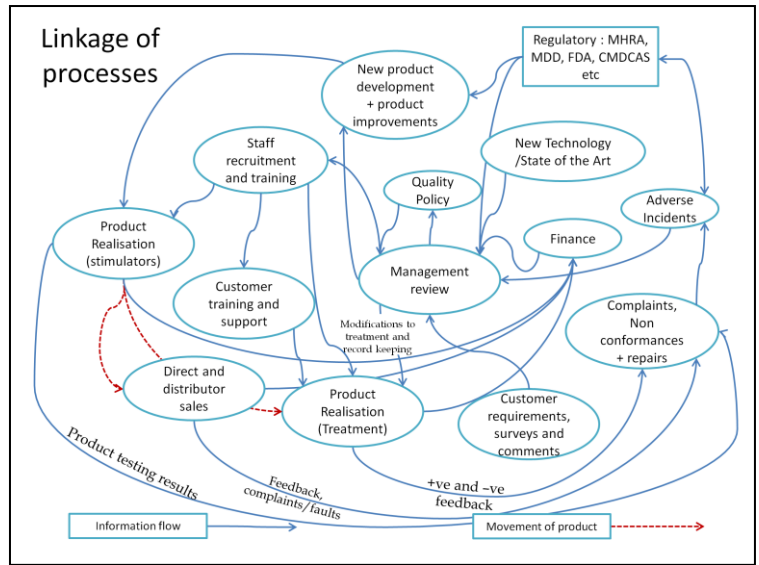 Linkage of
processes
Regulatory : MHRA,
MDD, FDA, CMDCAS
etc
New product
development
+ product
improvements
New Technology
/State of the Art
Staff
recruitment
and training
Quality
Policy
Adverse
Incidents
Product
Realisation
(stimulators)
Finance
Management
review
Customer
training and
support
Complaints,
Non
conformances
+ repairs
Modifications to
treatment and
record keeping
Direct and
distributor
sales
Product
Realisation
(Treatment)
Customer
requirements,
surveys and
comments
Product testing results
Feedback,
complaints/faults
+ve and –ve
feedback
Information flow
Movement of product